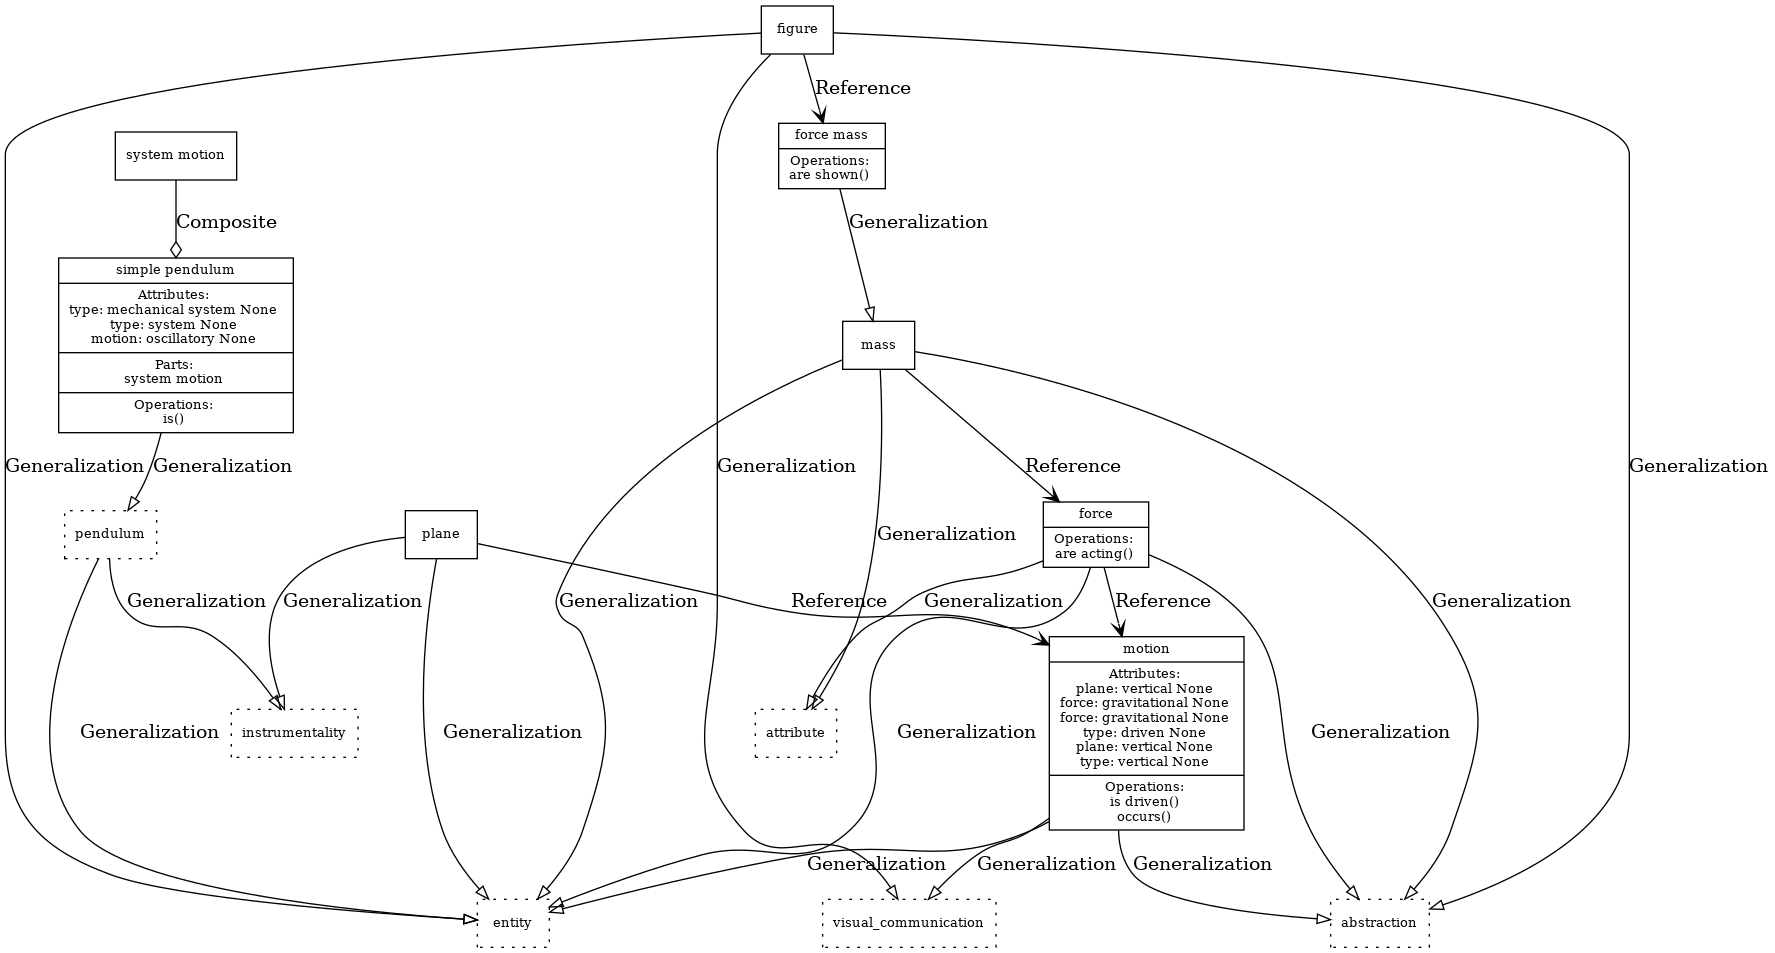 figure
Reference
force mass
Operations:
are shown()
system motion
Composite
Generalization
simple pendulum
Attributes:
type: mechanical system None
type: system None
motion: oscillatory None
Parts:
system motion
Operations:
is()
mass
Generalization
Generalization
Generalization
Reference
Generalization
force
Operations:
are acting()
pendulum
plane
Generalization
Generalization
Generalization
Generalization
Reference
Generalization
Reference
Generalization
motion
Attributes:
plane: vertical None
force: gravitational None
force: gravitational None
type: driven None
plane: vertical None
type: vertical None
Operations:
is driven()
occurs()
Generalization
instrumentality
Generalization
attribute
Generalization
Generalization
Generalization
Generalization
Generalization
entity
visual_communication
abstraction